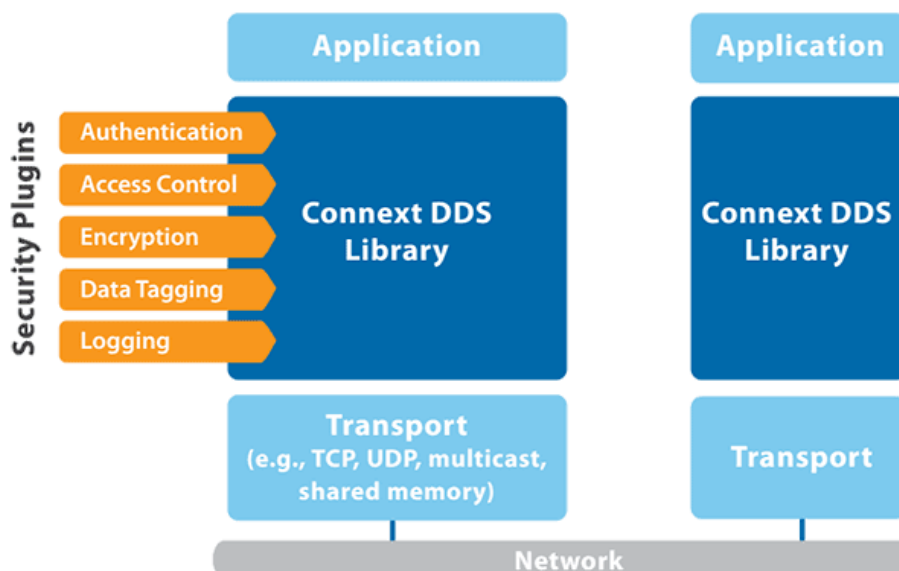 Application
Application
Security Plugins
Authentication
Access Control
Encryption
Data Tagging
Logging
Connext DDS
Library
Connext DDS
Library
Transport
(e.g., TCP, UDP, multicast,
shared memory)
Transport
Network